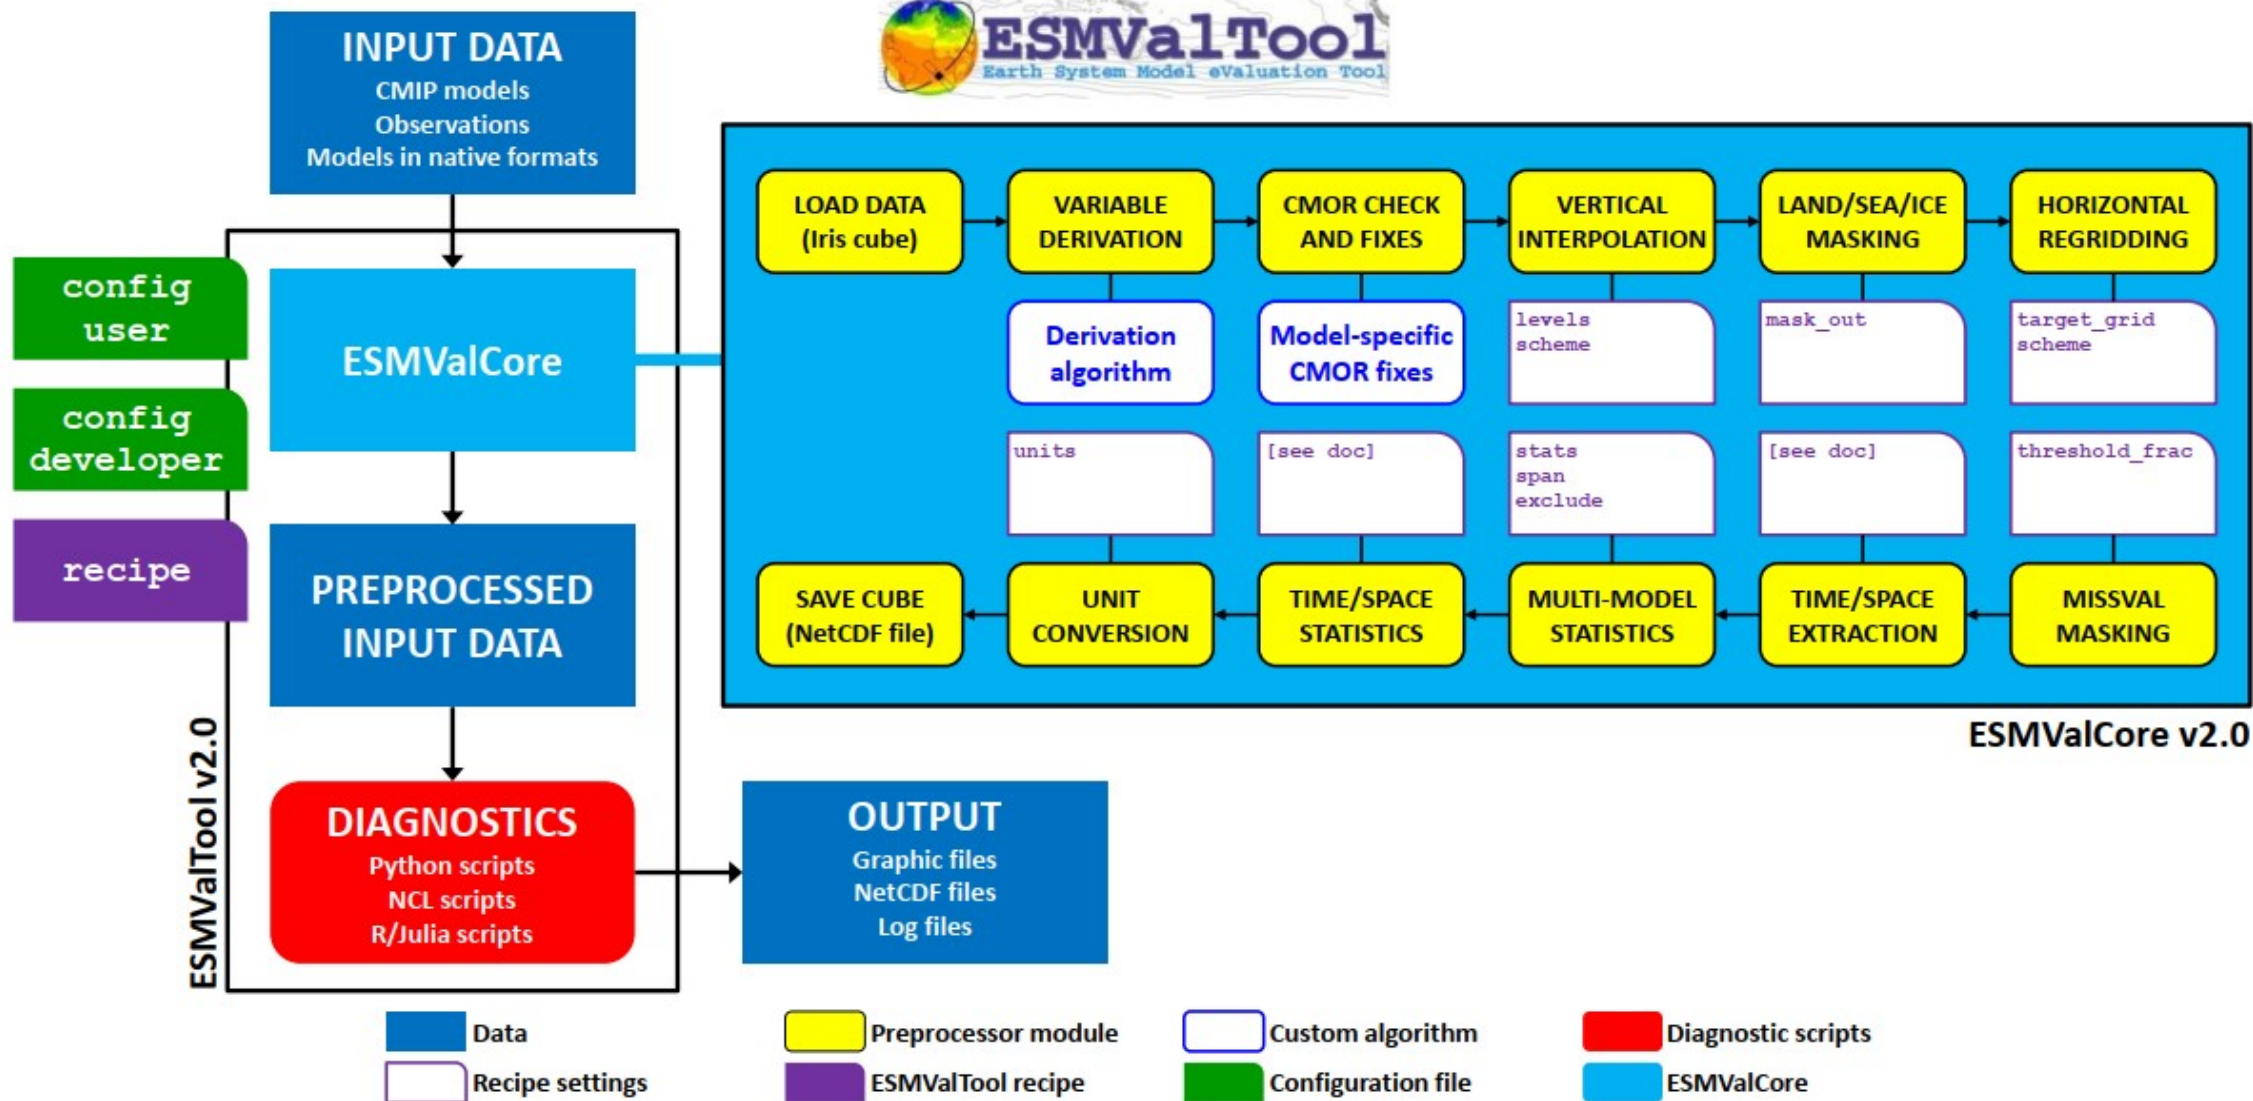 ESMValTool
Earth System Model eValuation Tool
INPUT DATA
CMIP models
Observations
Models in native formats
config
user
config
developer
recipe
ESMValCore
PREPROCESSED
INPUT DATA
DIAGNOSTICS
Python scripts
NCL scripts
R/Julia scripts
ESMValTool v2.0
OUTPUT
Graphic files
NetCDF files
Log files
LOAD DATA
(Iris cube)
VARIABLE
DERIVATION
CMOR CHECK
AND FIXES
VERTICAL
INTERPOLATION
LAND/SEA/ICE
MASKING
HORIZONTAL
REGRIDDING
Derivation
algorithm
Model-specific
CMOR fixes
levels
scheme
mask_out
target_grid
scheme
units
[see doc]
stats
span
exclude
[see doc]
threshold_frac
SAVE CUBE
(NetCDF file)
UNIT
CONVERSION
TIME/SPACE
STATISTICS
MULTI-MODEL
STATISTICS
TIME/SPACE
EXTRACTION
MISSVAL
MASKING
ESMValCore v2.0
Data
Preprocessor module
Custom algorithm
Diagnostic scripts
Recipe settings
ESMValTool recipe
Configuration file
ESMValCore